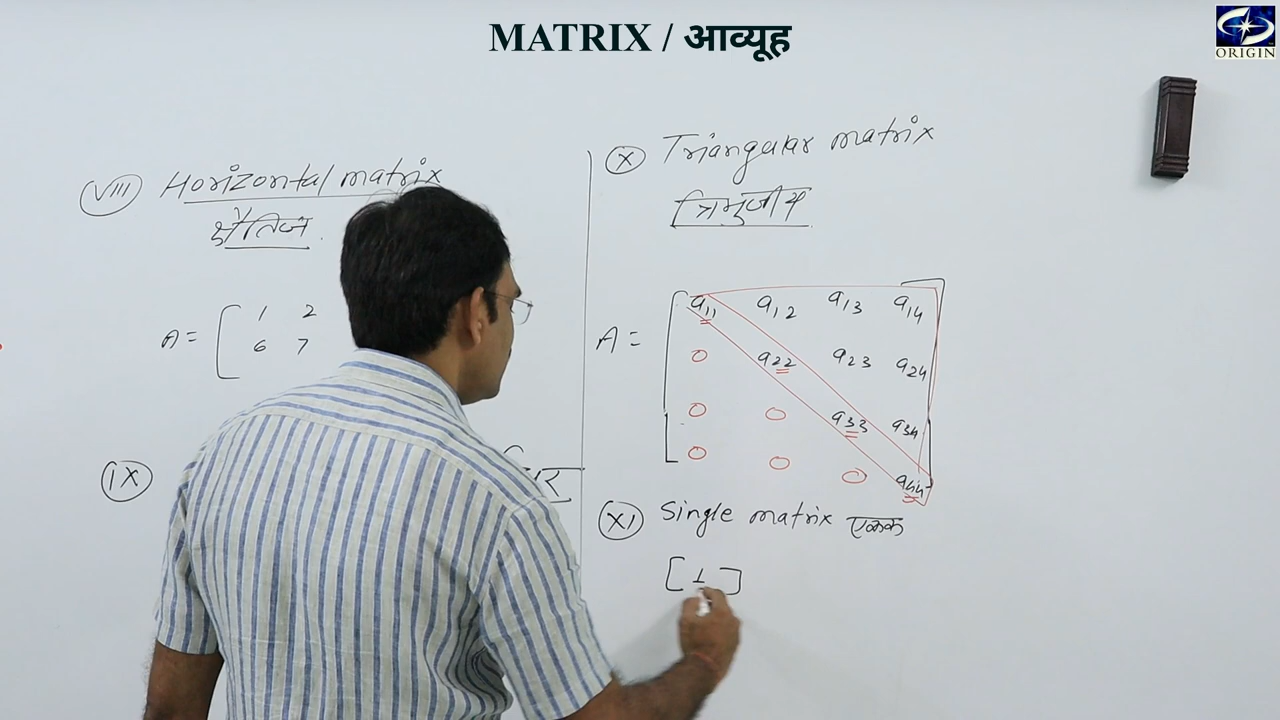 MATRIX / आव्यूह
ORIGIN
VIII Horizontal matrix
क्षैतिज
A = [ 1 2
6 7
IX
X Triangular matrix
त्रिभुजीय
A = [ a11 a12 a13 a14
0 a22 a23 a24
0 0 a33 a34
0 0 0 a44 ]
XI Single matrix एकक
[ 1 ]